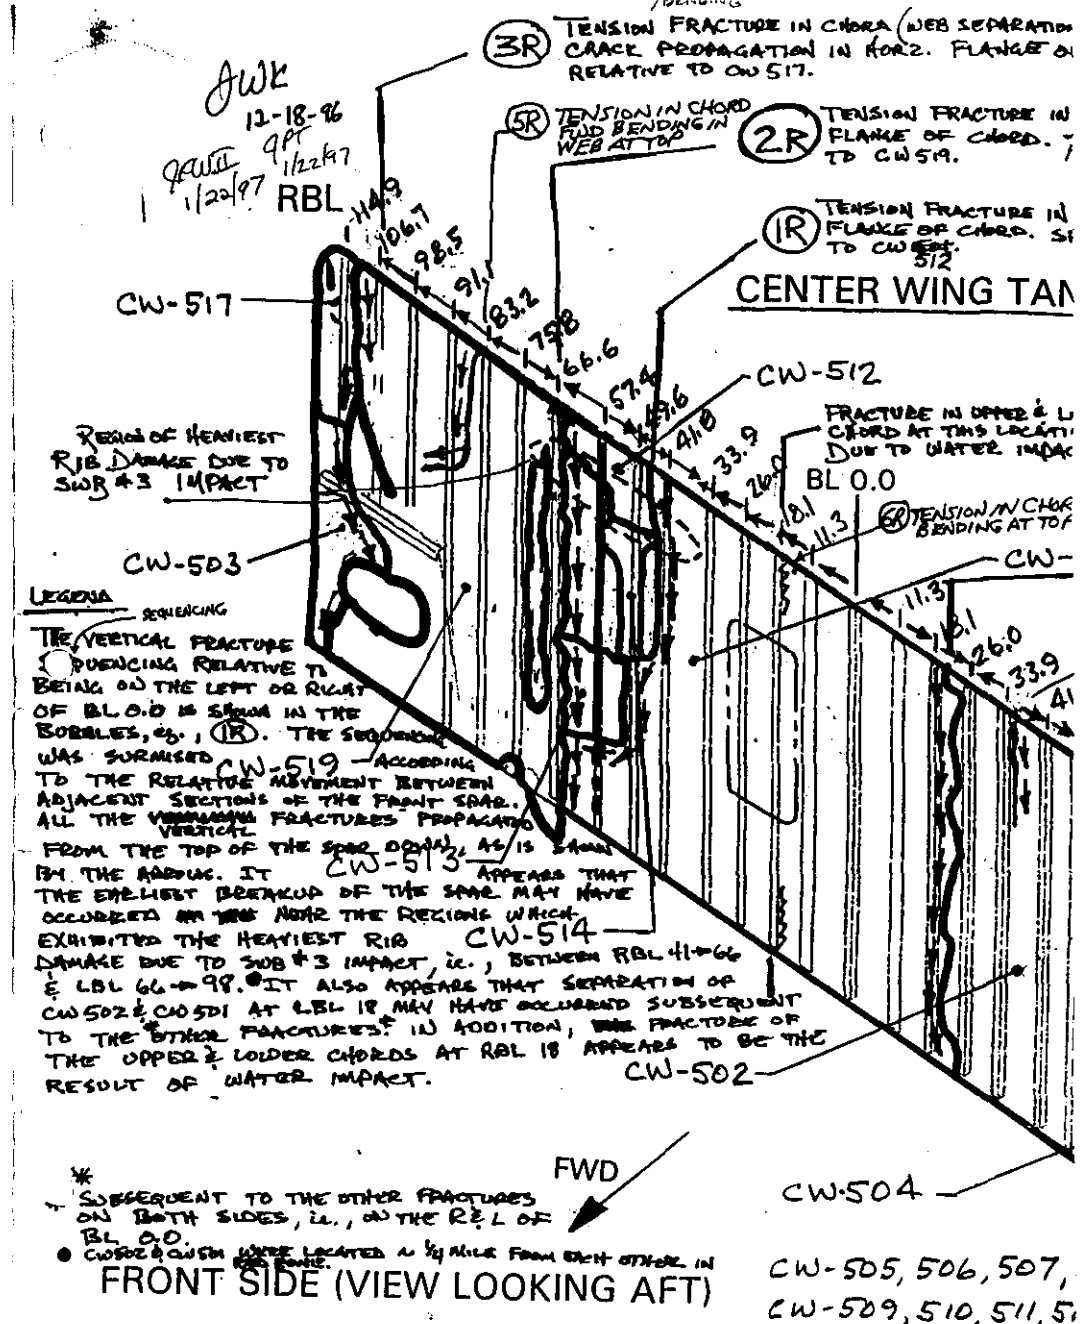 BENDING
3R TENSION FRACTURE IN CHORD (WEB SEPARATION
CRACK PROPAGATION IN HORZ. FLANGE
RELATIVE TO CW 517.
JWK
12-18-96
1/22/97
1/22/97
5R TENSION IN CHORD
AND BENDING IN
WEB AT TOP
2R TENSION FRACTURE IN
FLANGE OF CHORD.
TO CW 519.
RBL
1R TENSION FRACTURE IN
FLANGE OF CHORD.
TO CW
512
CENTER WING TAN
114.9
106.7
98.5
91.1
83.2
75.8
66.6
57.4
49.6
41.8
33.9
26.0
18.1
11.3
CW-517
CW-512
FRACTURE IN UPPER & L
CHORD AT THIS LOCATI
DUE TO WATER IMPAC
BL 0.0
REGION OF HEAVIEST
RIB DAMAGE DUE TO
SWB #3 IMPACT
6R TENSION IN CHOR
BENDING AT TOP
CW-503
CW-
11.3
8.1
26.0
33.9
41
LEGEND
SEQUENCING
THE VERTICAL FRACTURE
QUENCING RELATIVE TO
BEING ON THE LEFT OR RIGHT
OF BL 0.0 IS SHOWN IN THE
BUBBLES, eg., 1R. THE SEQUENCING
WAS SURMISED ACCORDING
CW-519
TO THE RELATIVE MOVEMENT BETWEEN
ADJACENT SECTIONS OF THE FRONT SPAR.
ALL THE FRACTURES PROPAGATED
VERTICAL
FROM THE TOP OF THE SPAR DOWN, AS IS SHOWN
CW-513
BY THE ARROWS. IT APPEARS THAT
THE EARLIEST BREAKUP OF THE SPAR MAY HAVE
OCCURRED NEAR THE REGIONS WHICH
EXHIBITED THE HEAVIEST RIB
CW-514
DAMAGE DUE TO SWB #3 IMPACT, ie., BETWEEN RBL 41→66
& LBL 66→98. IT ALSO APPEARS THAT SEPARATION OF
CW502 & CW501 AT LBL 18 MAY HAVE OCCURRED SUBSEQUENT
TO THE "OTHER FRACTURES."* IN ADDITION, FRACTURE OF
THE UPPER & LOWER CHORDS AT RBL 18 APPEARS TO BE THE
RESULT OF WATER IMPACT.
CW-502
FWD
CW-504
*
SUBSEQUENT TO THE OTHER FRACTURES
ON BOTH SIDES, ie., ON THE R & L OF
BL 0.0.
● CW502 & CW501 WERE LOCATED ~ 1/4 MILE FROM EACH OTHER IN
FRONT SIDE (VIEW LOOKING AFT)
CW-505, 506, 507,
CW-509, 510, 511, 5